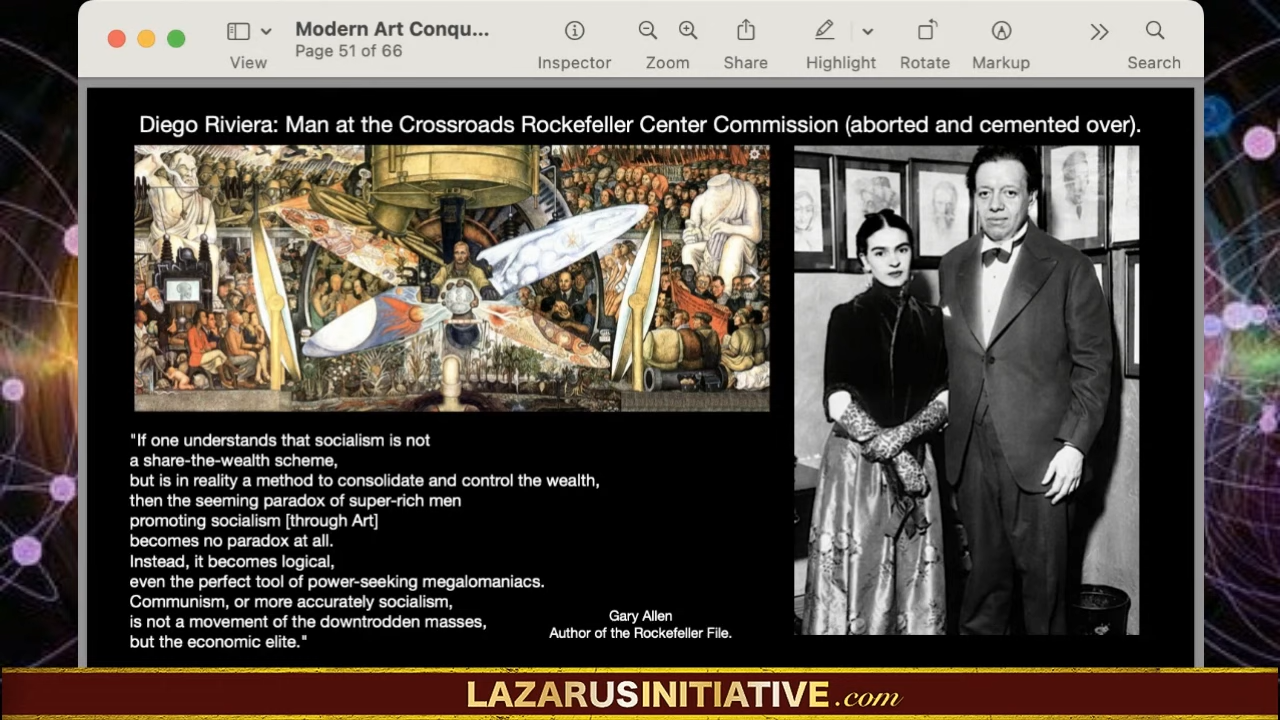 Modern Art Conqu...
Page 51 of 66
View
Inspector
Zoom
Share
Highlight
Rotate
Markup
Search
Diego Riviera: Man at the Crossroads Rockefeller Center Commission (aborted and cemented over).
"If one understands that socialism is not
a share-the-wealth scheme,
but is in reality a method to consolidate and control the wealth,
then the seeming paradox of super-rich men
promoting socialism [through Art]
becomes no paradox at all.
Instead, it becomes logical,
even the perfect tool of power-seeking megalomaniacs.
Communism, or more accurately socialism,
is not a movement of the downtrodden masses,
but the economic elite."
Gary Allen
Author of the Rockefeller File.
LAZARUSINITIATIVE.com